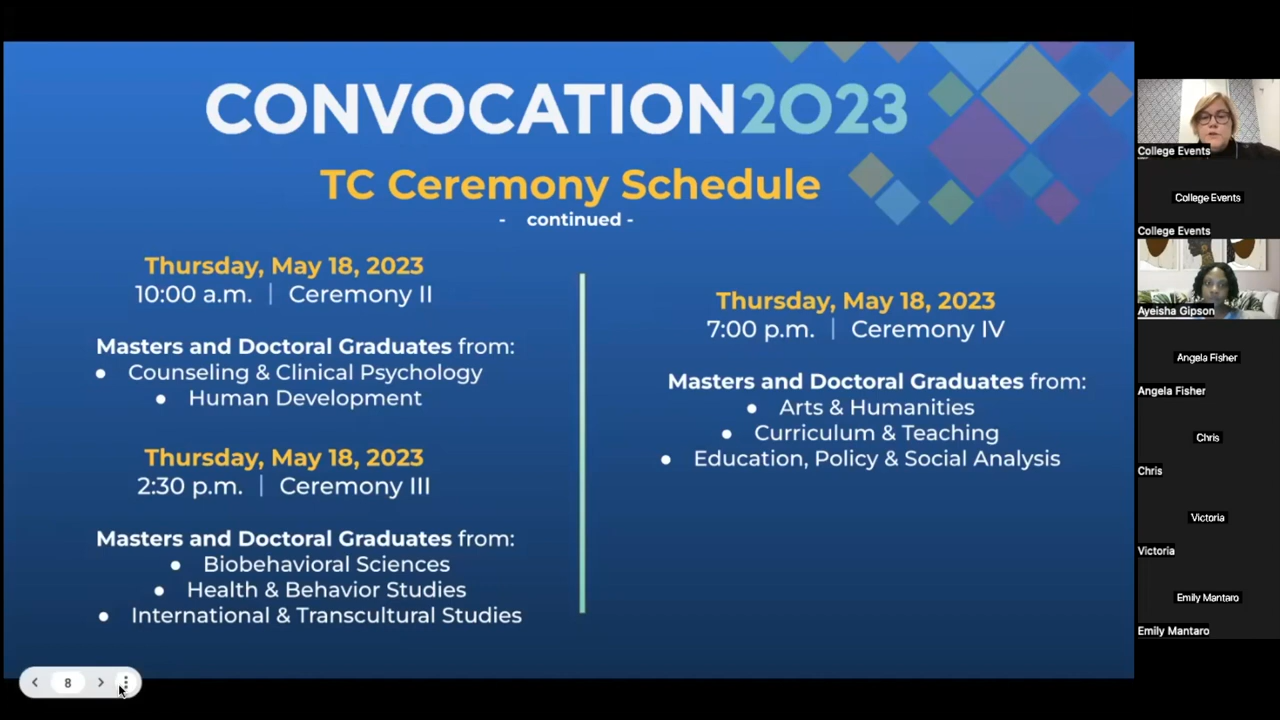 CONVOCATION2023
TC Ceremony Schedule
- continued -
Thursday, May 18, 2023
10:00 a.m. | Ceremony II
Masters and Doctoral Graduates from:
● Counseling & Clinical Psychology
● Human Development
Thursday, May 18, 2023
2:30 p.m. | Ceremony III
Masters and Doctoral Graduates from:
● Biobehavioral Sciences
● Health & Behavior Studies
● International & Transcultural Studies
Thursday, May 18, 2023
7:00 p.m. | Ceremony IV
Masters and Doctoral Graduates from:
● Arts & Humanities
● Curriculum & Teaching
● Education, Policy & Social Analysis
8
College Events
College Events
College Events
Ayeisha Gipson
Angela Fisher
Angela Fisher
Chris
Chris
Victoria
Victoria
Emily Mantaro
Emily Mantaro